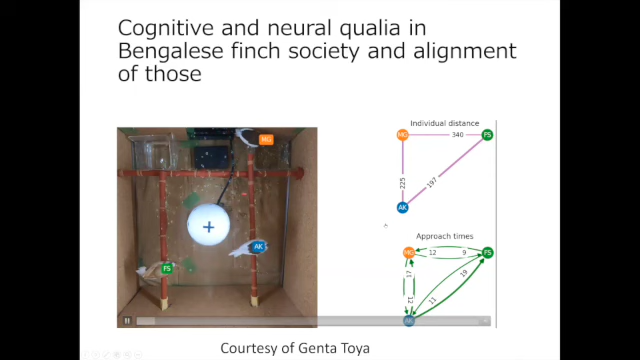 Cognitive and neural qualia in
Bengalese finch society and alignment
of those
MG
FS
AK
Individual distance
MG
340
FS
225
197
AK
Approach times
MG
12
9
FS
17
12
19
11
AK
Courtesy of Genta Toya